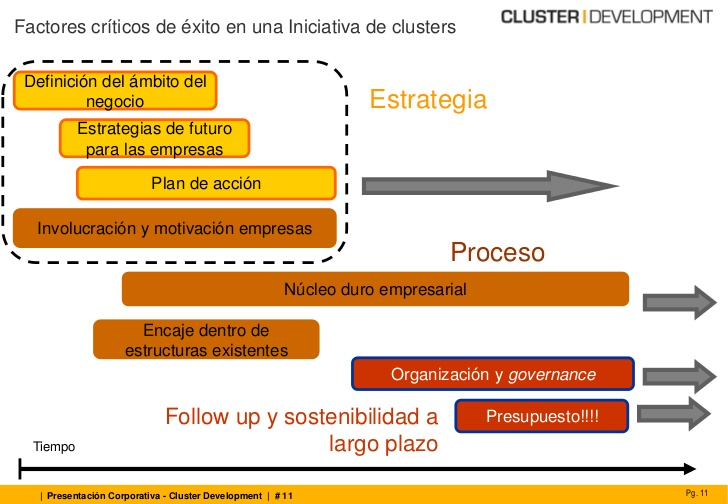 Factores críticos de éxito en una Iniciativa de clusters
CLUSTER | DEVELOPMENT
Definición del ámbito del
negocio
Estrategia
Estrategias de futuro
para las empresas
Plan de acción
Involucración y motivación empresas
Proceso
Núcleo duro empresarial
Encaje dentro de
estructuras existentes
Organización y governance
Follow up y sostenibilidad a
largo plazo
Presupuesto!!!!
Tiempo
| Presentación Corporativa - Cluster Development | # 11
Pg. 11